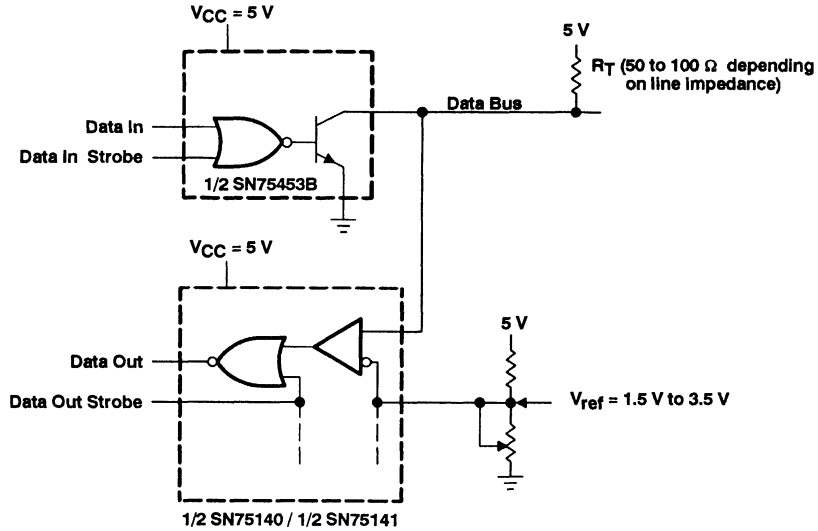 VCC = 5 V
5 V
RT (50 to 100 Ω depending
on line impedance)
Data Bus
Data In
Data In Strobe
1/2 SN75453B
VCC = 5 V
5 V
Data Out
Data Out Strobe
Vref = 1.5 V to 3.5 V
1/2 SN75140 / 1/2 SN75141